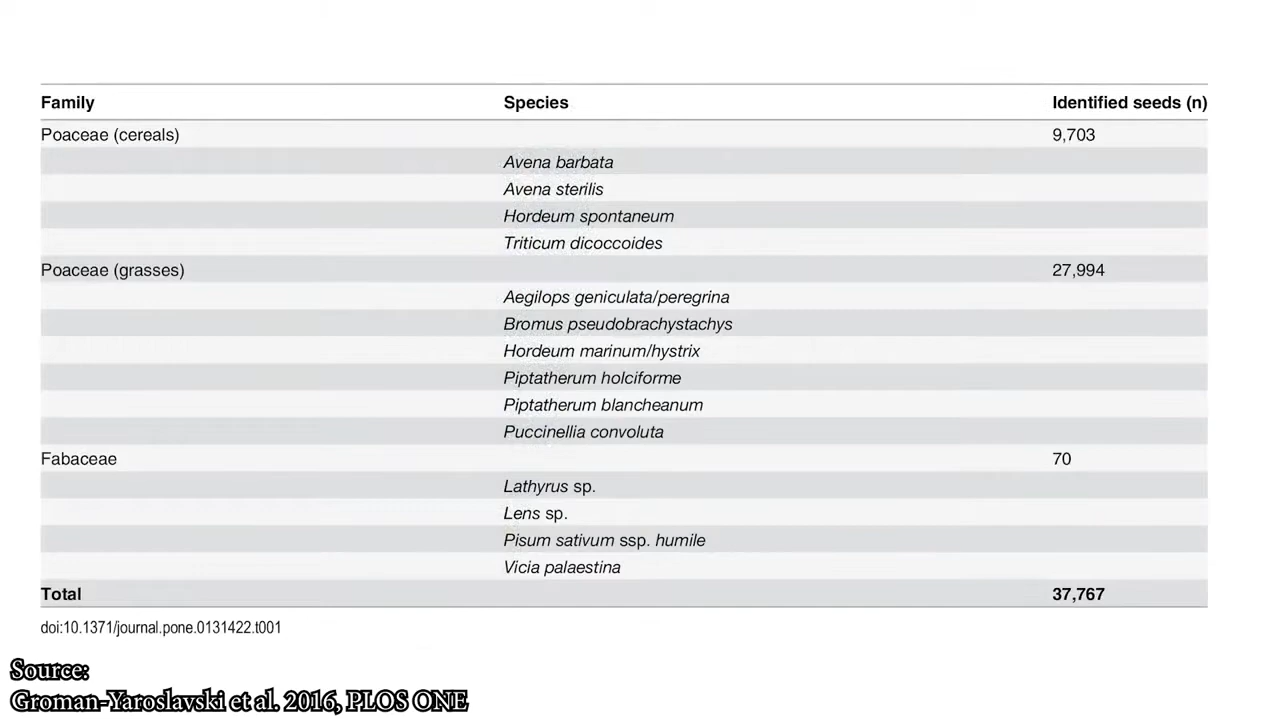 Family Species Identified seeds (n)
Poaceae (cereals) 9,703
Avena barbata
Avena sterilis
Hordeum spontaneum
Triticum dicoccoides
Poaceae (grasses) 27,994
Aegilops geniculata/peregrina
Bromus pseudobrachystachys
Hordeum marinum/hystrix
Piptatherum holciforme
Piptatherum blancheanum
Puccinellia convoluta
Fabaceae 70
Lathyrus sp.
Lens sp.
Pisum sativum ssp. humile
Vicia palaestina
Total 37,767
doi:10.1371/journal.pone.0131422.t001
Source:
Groman-Yaroslavski et al. 2016, PLOS ONE